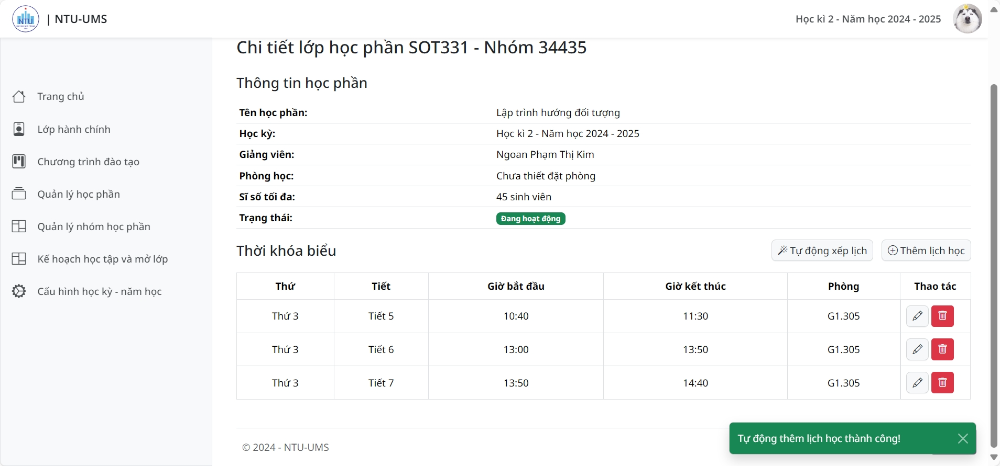 NTU
| NTU-UMS
Học kì 2 - Năm học 2024 - 2025
Trang chủ
Lớp hành chính
Chương trình đào tạo
Quản lý học phần
Quản lý nhóm học phần
Kế hoạch học tập và mở lớp
Cấu hình học kỳ - năm học
Chi tiết lớp học phần SOT331 - Nhóm 34435
Thông tin học phần
Tên học phần: Lập trình hướng đối tượng
Học kỳ: Học kì 2 - Năm học 2024 - 2025
Giảng viên: Ngoan Phạm Thị Kim
Phòng học: Chưa thiết đặt phòng
Sĩ số tối đa: 45 sinh viên
Trạng thái: Đang hoạt động
Thời khóa biểu
Tự động xếp lịch
Thêm lịch học
Thứ Tiết Giờ bắt đầu Giờ kết thúc Phòng Thao tác
Thứ 3 Tiết 5 10:40 11:30 G1.305
Thứ 3 Tiết 6 13:00 13:50 G1.305
Thứ 3 Tiết 7 13:50 14:40 G1.305
Tự động thêm lịch học thành công!
© 2024 - NTU-UMS